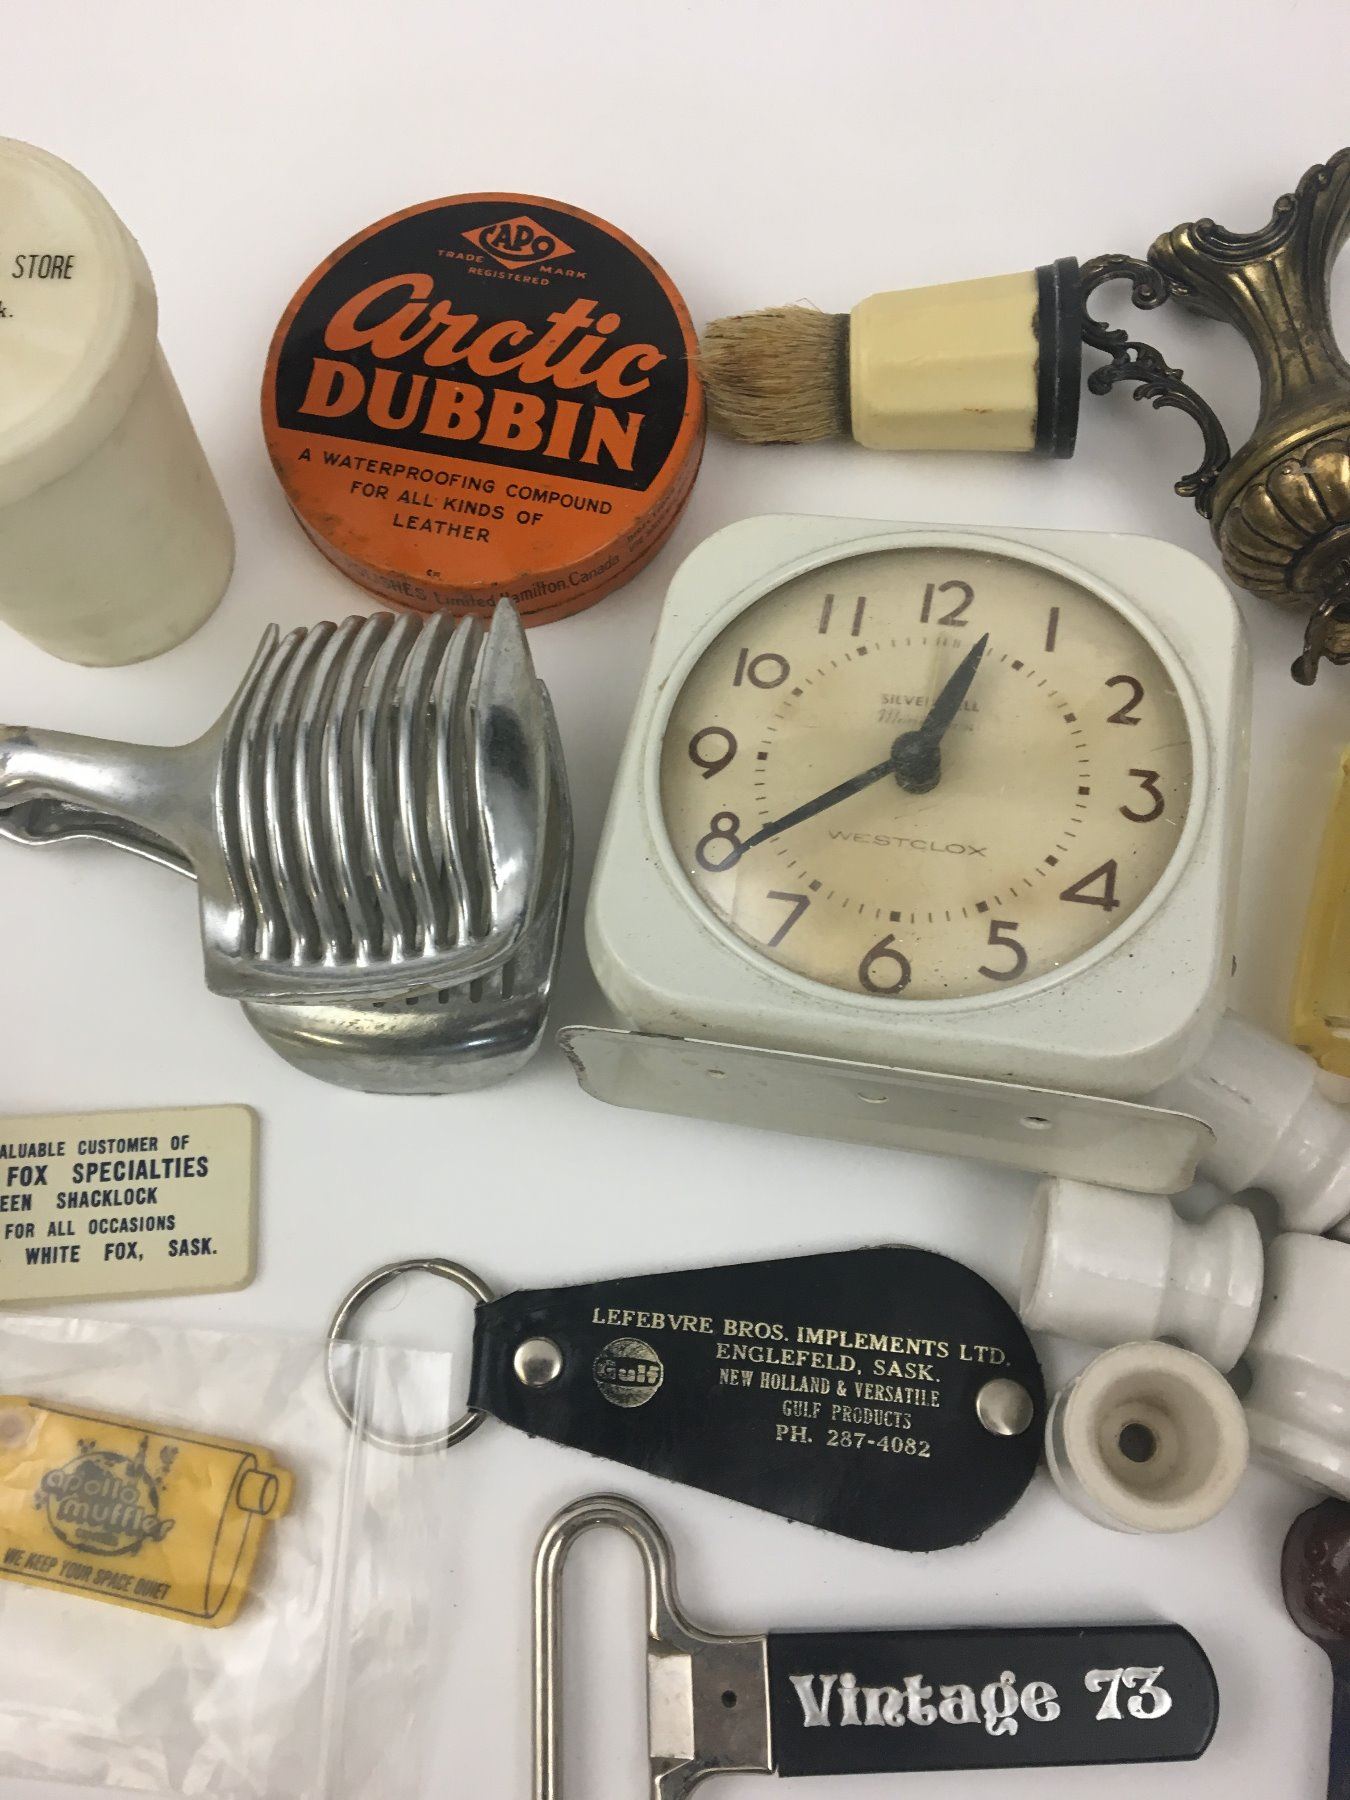 STORE
k.
CAPO
TRADE MARK
REGISTERED
Arctic
DUBBIN
A WATERPROOFING COMPOUND
FOR ALL KINDS OF
LEATHER
Limited Hamilton, Canada
12
1
2
3
4
5
6
7
8
9
10
11
WESTCLOX
ALUABLE CUSTOMER OF
FOX SPECIALTIES
EEN SHACKLOCK
FOR ALL OCCASIONS
WHITE FOX, SASK.
LEFEBVRE BROS. IMPLEMENTS LTD.
ENGLEFELD, SASK.
NEW HOLLAND & VERSATILE
GULF PRODUCTS
PH. 287-4082
Gulf
apollo
muffler
WE KEEP YOUR SPACE QUIET
Vintage 73